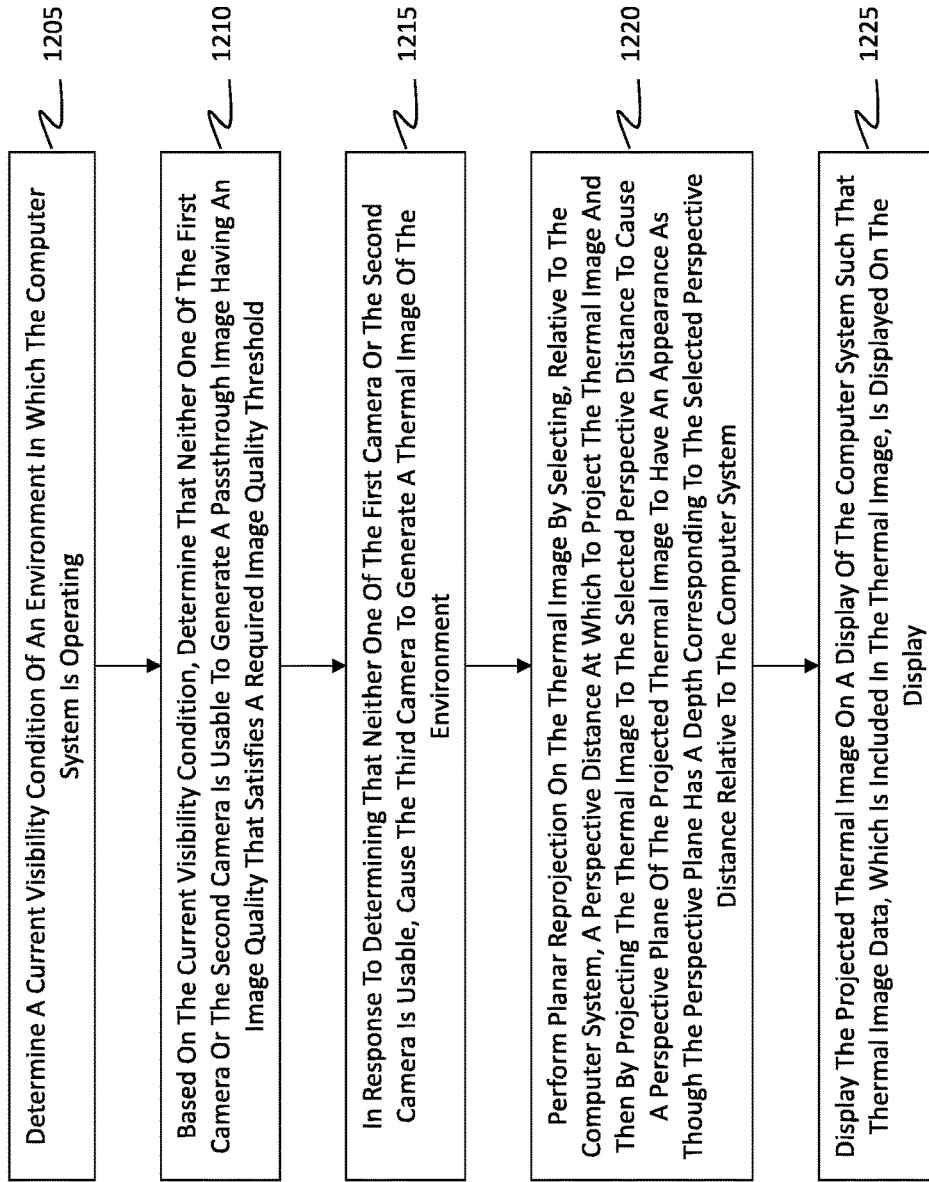 Determine A Current Visibility Condition Of An Environment In Which The Computer
System Is Operating
1205
Based On The Current Visibility Condition, Determine That Neither One Of The First
Camera Or The Second Camera Is Usable To Generate A Passthrough Image Having An
Image Quality That Satisfies A Required Image Quality Threshold
1210
In Response To Determining That Neither One Of The First Camera Or The Second
Camera Is Usable, Cause The Third Camera To Generate A Thermal Image Of The
Environment
1215
Perform Planar Reprojection On The Thermal Image By Selecting, Relative To The
Computer System, A Perspective Distance At Which To Project The Thermal Image And
Then By Projecting The Thermal Image To The Selected Perspective Distance To Cause
A Perspective Plane Of The Projected Thermal Image To Have An Appearance As
Though The Perspective Plane Has A Depth Corresponding To The Selected Perspective
Distance Relative To The Computer System
1220
Display The Projected Thermal Image On A Display Of The Computer System Such That
Thermal Image Data, Which Is Included In The Thermal Image, Is Displayed On The
Display
1225